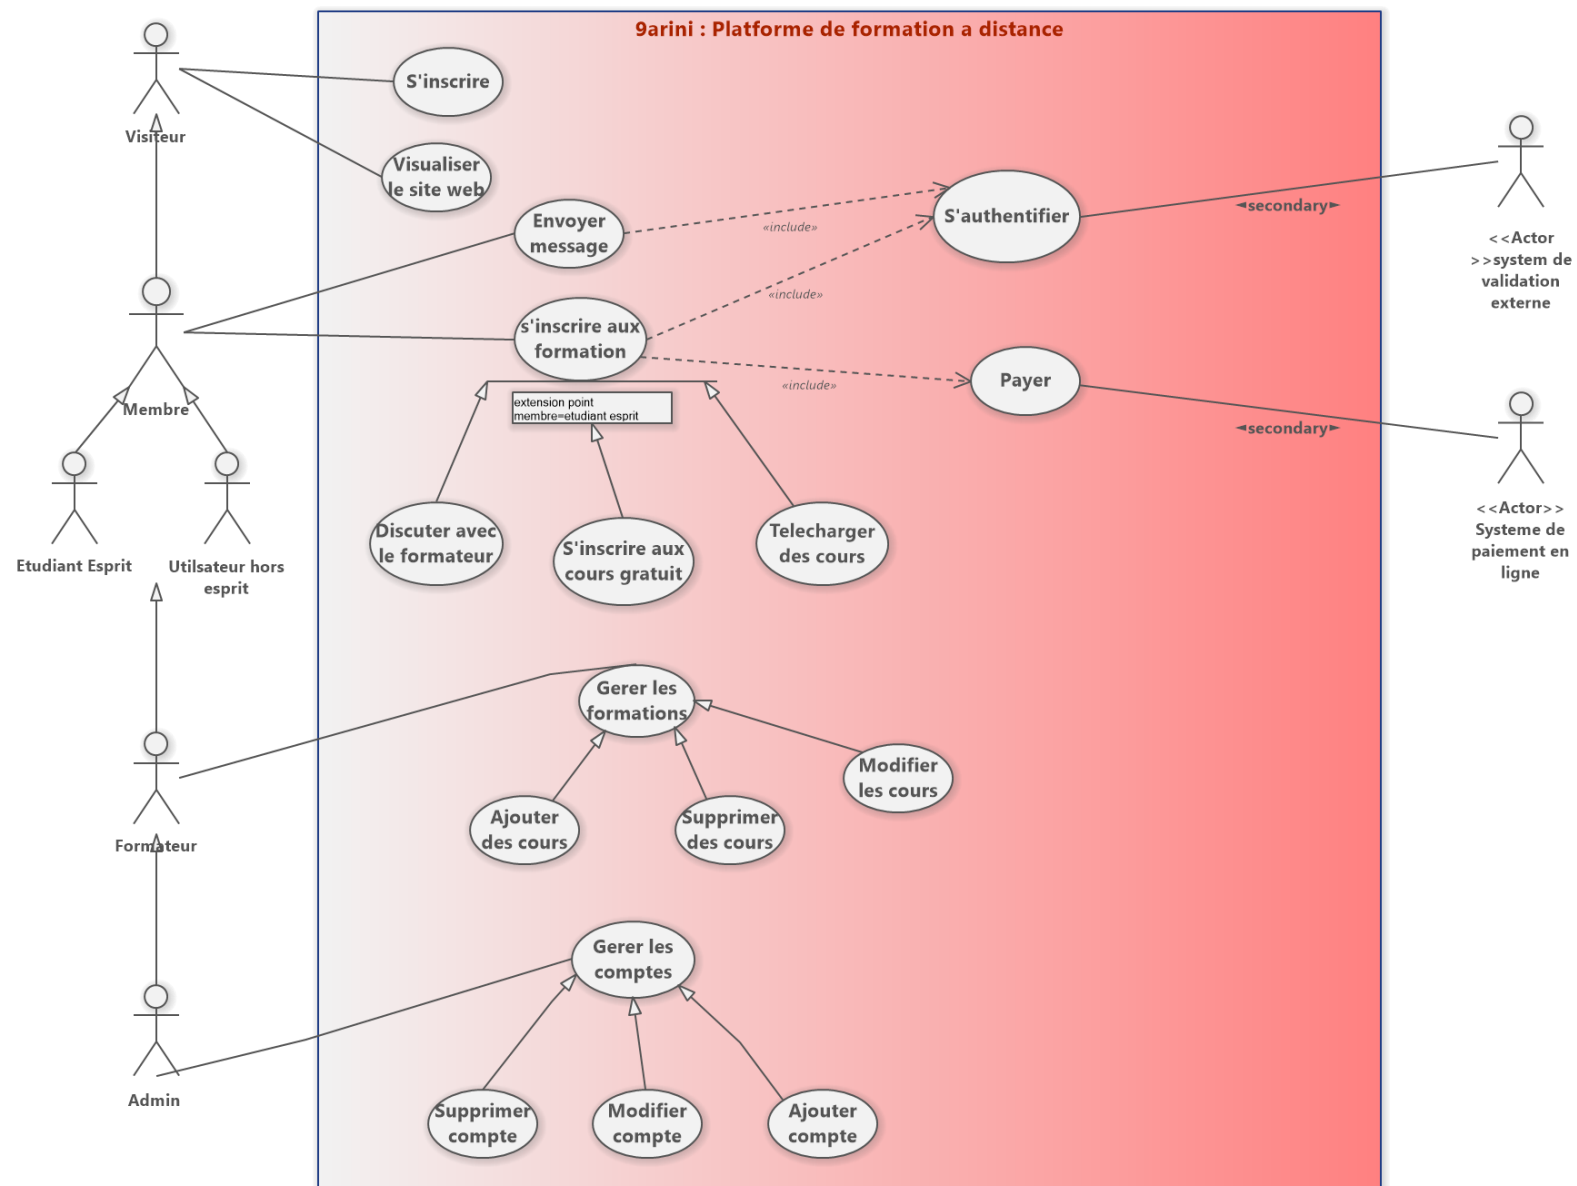 9arini : Platforme de formation a distance
Visiteur
S'inscrire
Visualiser
le site web
Envoyer
message
«include»
S'authentifier
◄secondary►
<<Actor
>>system de
validation
externe
Membre
s'inscrire aux
formation
«include»
«include»
Payer
◄secondary►
<<Actor>>
Systeme de
paiement en
ligne
extension point
membre=etudiant esprit
Etudiant Esprit
Utilsateur hors
esprit
Discuter avec
le formateur
S'inscrire aux
cours gratuit
Telecharger
des cours
Formateur
Gerer les
formations
Modifier
les cours
Ajouter
des cours
Supprimer
des cours
Admin
Gerer les
comptes
Supprimer
compte
Modifier
compte
Ajouter
compte